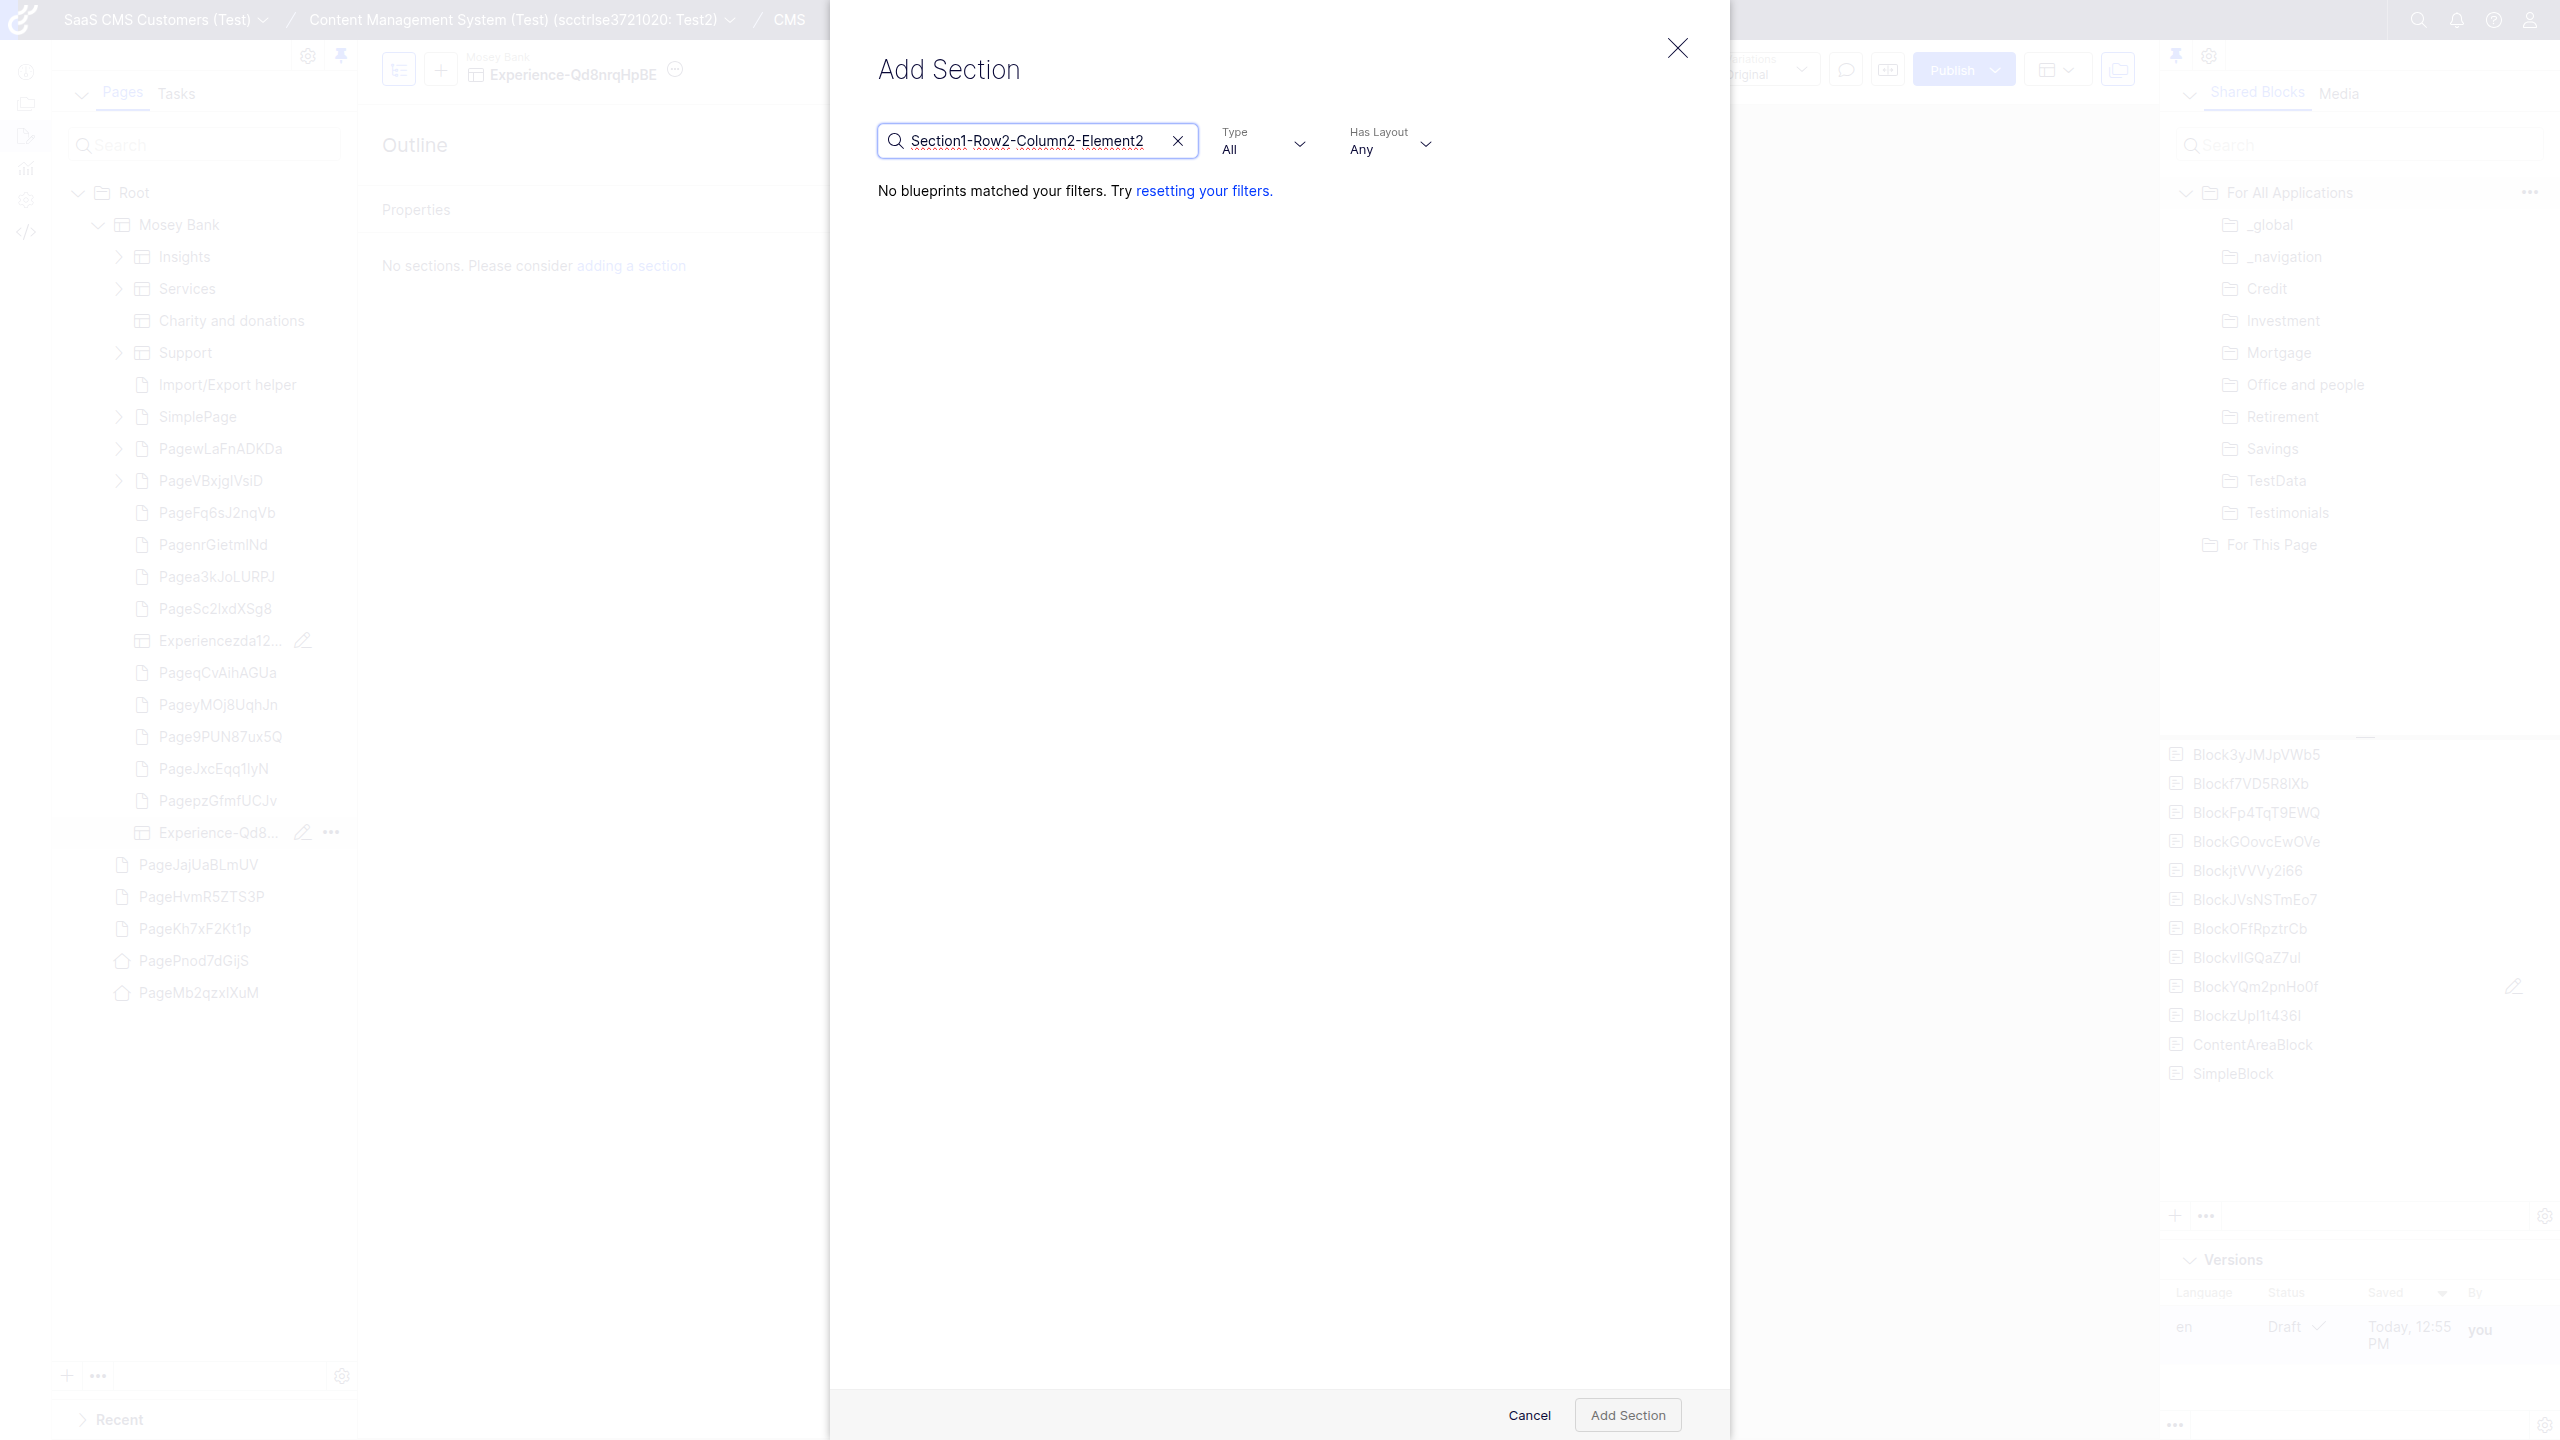 SaaS CMS Customers (Test) / Content Management System (Test) (scctrlse3721020: Test2) / CMS
Pages Tasks
Search
Root
Mosey Bank
Insights
Services
Charity and donations
Support
Import/Export helper
SimplePage
PagewLaFnADKDa
PageVBxjglVsiD
PageFq6sJ2nqVb
PagenrGietmlNd
Pagea3kJoLURPJ
PageSc2lxdXSg8
Experiencezda12...
PageqCvAihAGUa
PageyMOj8UqhJn
Page9PUN87ux5Q
PageJxcEqq1lyN
PagepzGfmfUCJv
Experience-Qd8...
PageJajUaBLmUV
PageHvmR5ZTS3P
PageKh7xF2Kt1p
PagePnod7dGijS
PageMb2qzxIXuM
Recent
Mosey Bank
Experience-Qd8nrqHpBE
Outline
Properties
No sections. Please consider adding a section
Add Section
Section1-Row2-Column2-Element2
Type
All
Has Layout
Any
No blueprints matched your filters. Try resetting your filters.
Cancel Add Section
Publish
Shared Blocks Media
Search
For All Applications
_global
_navigation
Credit
Investment
Mortgage
Office and people
Retirement
Savings
TestData
Testimonials
For This Page
Block3yJMJpVWb5
Blockf7VD5R8lXb
BlockFp4TqT9EWQ
BlockGOovcEwOVe
BlockjtVVVy2i66
BlockJVsNSTmEo7
BlockOFfRpztrCb
BlockvilGQaZ7ul
BlockYQm2pnHo0f
BlockzUpI1t436l
ContentAreaBlock
SimpleBlock
Versions
Language Status Saved By
en Draft Today, 12:55 PM you